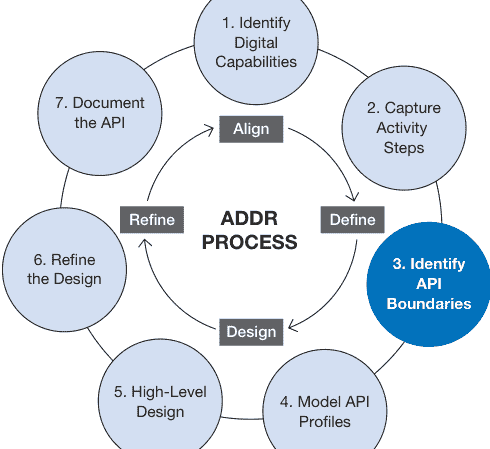 1. Identify
Digital
Capabilities
2. Capture
Activity
Steps
3. Identify
API
Boundaries
4. Model API
Profiles
5. High-Level
Design
6. Refine
the Design
7. Document
the API
Align
Define
Design
Refine
ADDR
PROCESS